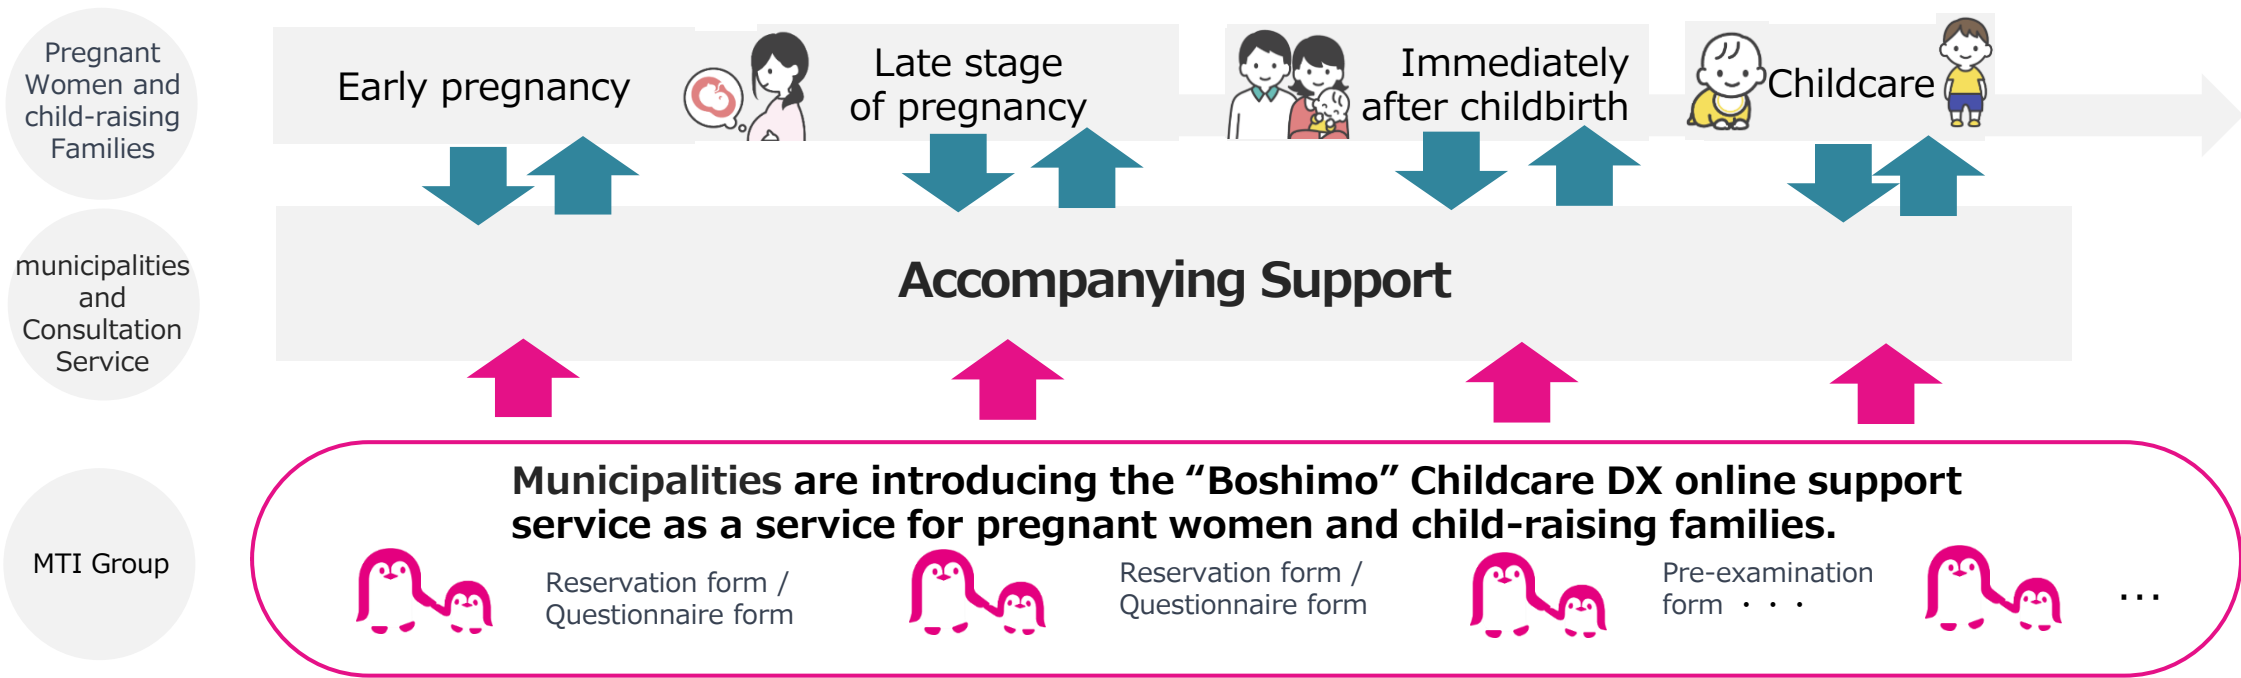 Pregnant
Women and
child-raising
Families
Early pregnancy
Late stage
of pregnancy
Immediately
after childbirth
Childcare
municipalities
and
Consultation
Service
Accompanying Support
MTI Group
Municipalities are introducing the “Boshimo” Childcare DX online support
service as a service for pregnant women and child-raising families.
Reservation form /
Questionnaire form
Reservation form /
Questionnaire form
Pre-examination
form ・・・
...